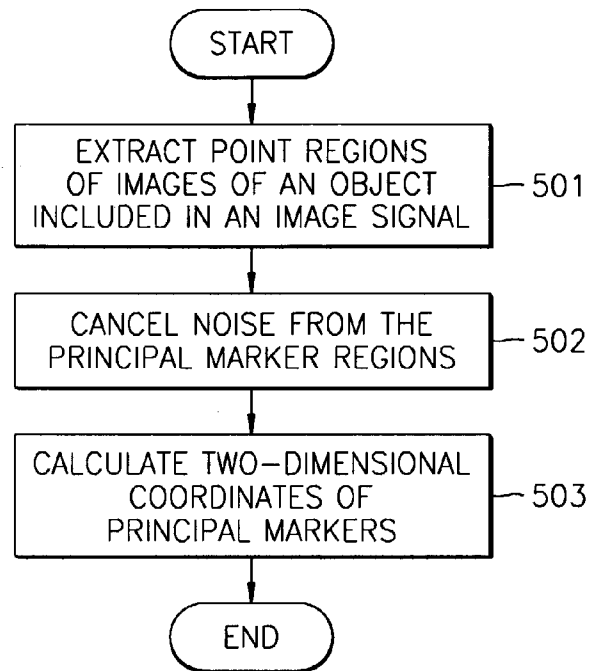 START
EXTRACT POINT REGIONS
OF IMAGES OF AN OBJECT
INCLUDED IN AN IMAGE SIGNAL
501
CANCEL NOISE FROM THE
PRINCIPAL MARKER REGIONS
502
CALCULATE TWO-DIMENSIONAL
COORDINATES OF
PRINCIPAL MARKERS
503
END